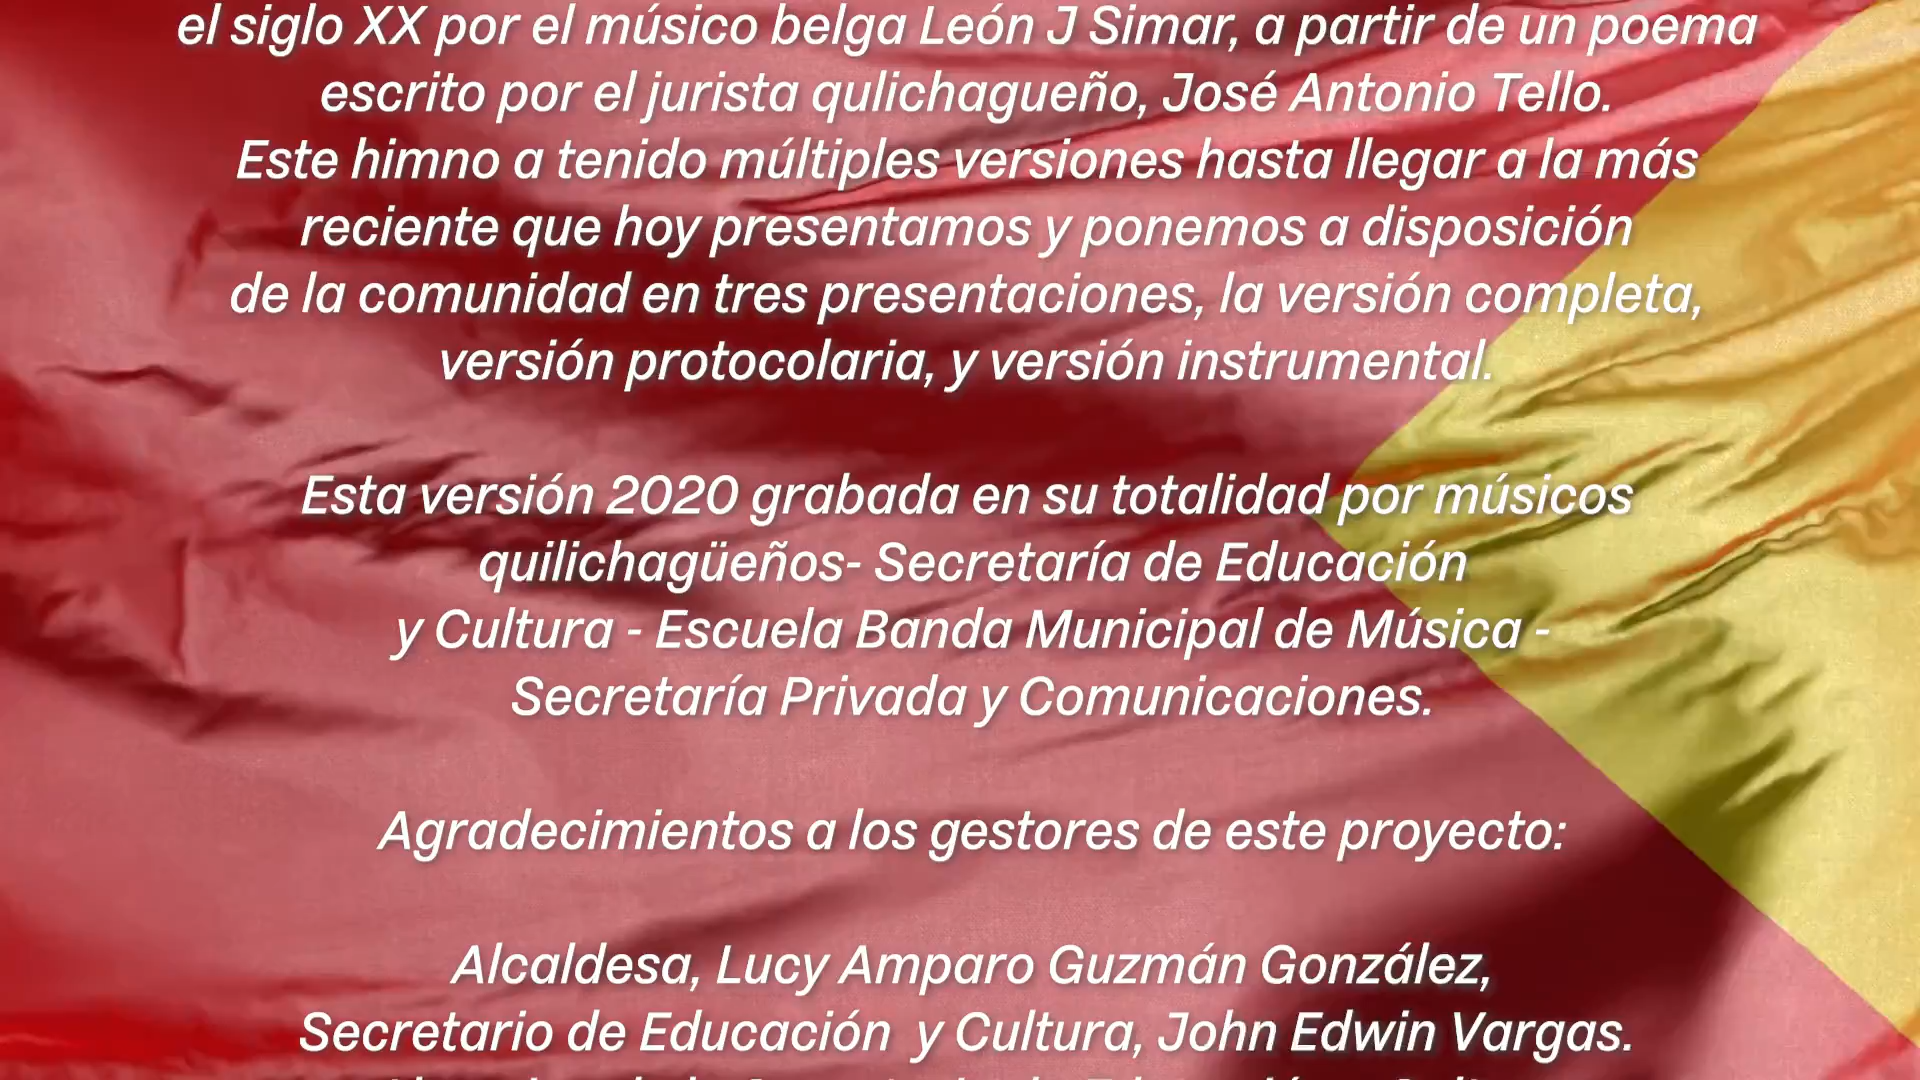 el siglo XX por el músico belga León J Simar, a partir de un poema
escrito por el jurista qulichagueño, José Antonio Tello.
Este himno a tenido múltiples versiones hasta llegar a la más
reciente que hoy presentamos y ponemos a disposición
de la comunidad en tres presentaciones, la versión completa,
versión protocolaria, y versión instrumental.
Esta versión 2020 grabada en su totalidad por músicos
quilichagüeños- Secretaría de Educación
y Cultura - Escuela Banda Municipal de Música -
Secretaría Privada y Comunicaciones.
Agradecimientos a los gestores de este proyecto:
Alcaldesa, Lucy Amparo Guzmán González,
Secretario de Educación y Cultura, John Edwin Vargas.